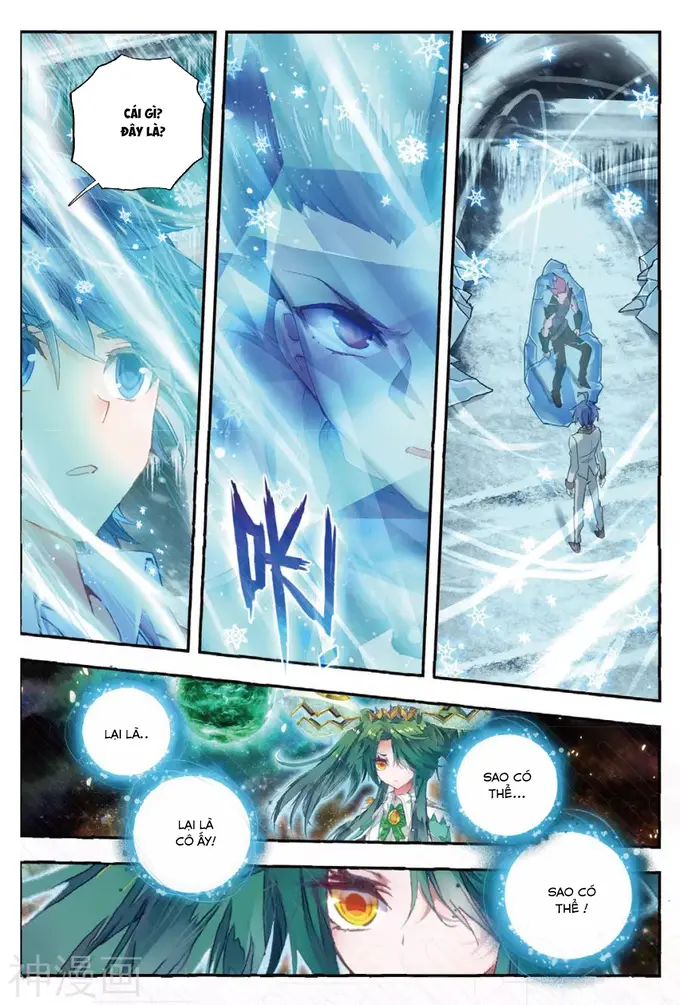 CÁI GÌ?
ĐÂY LÀ?
LẠI LÀ..
SAO CÓ
THỂ...
LẠI LÀ
CÔ ẤY!
SAO CÓ
THỂ !
神漫画